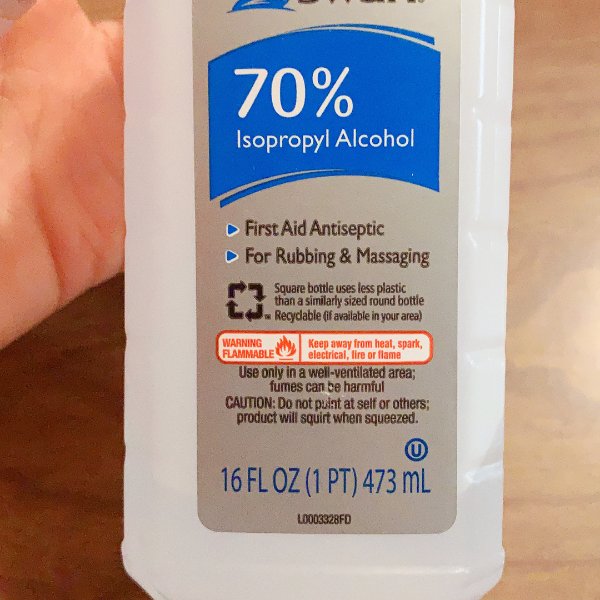 Swan®
70%
Isopropyl Alcohol
First Aid Antiseptic
For Rubbing & Massaging
Square bottle uses less plastic
than a similarly sized round bottle
Recyclable (if available in your area)
WARNING
FLAMMABLE
Keep away from heat, spark,
electrical, fire or flame
Use only in a well-ventilated area;
fumes can be harmful
CAUTION: Do not point at self or others;
product will squirt when squeezed.
U
16 FL OZ (1 PT) 473 mL
L0003328FD